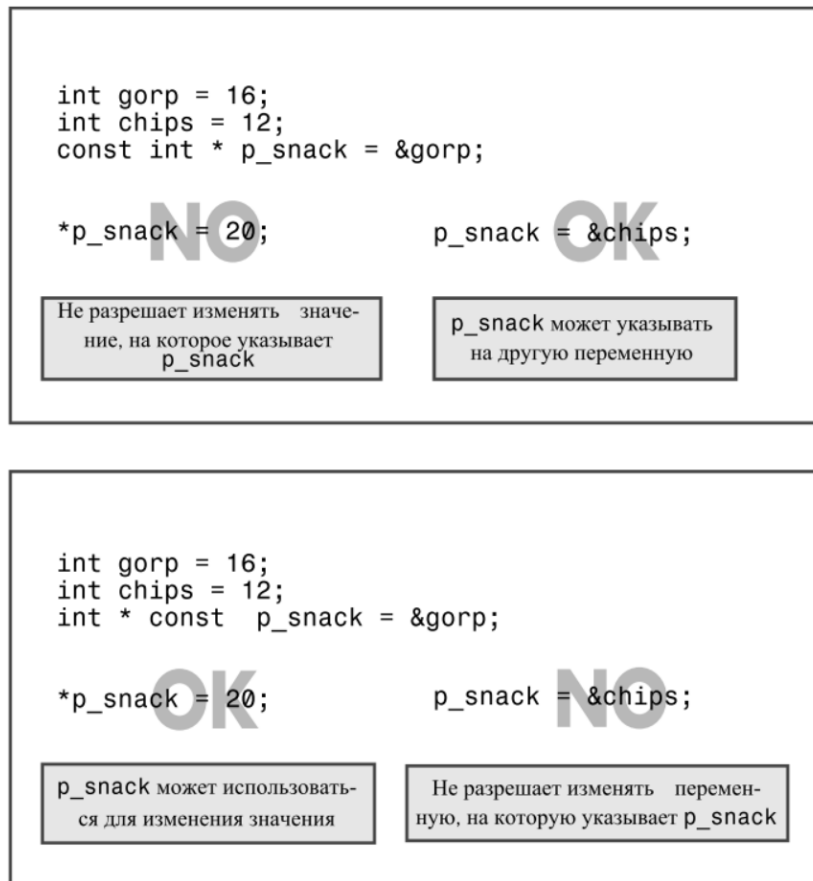 int gorp = 16;
int chips = 12;
const int * p_snack = &gorp;
*p_snack = 20;
NO
p_snack = &chips;
OK
Не разрешает изменять значе-
ние, на которое указывает
p_snack
p_snack может указывать
на другую переменную
int gorp = 16;
int chips = 12;
int * const p_snack = &gorp;
*p_snack = 20;
OK
p_snack = &chips;
NO
p_snack может использовать-
ся для изменения значения
Не разрешает изменять перемен-
ную, на которую указывает p_snack